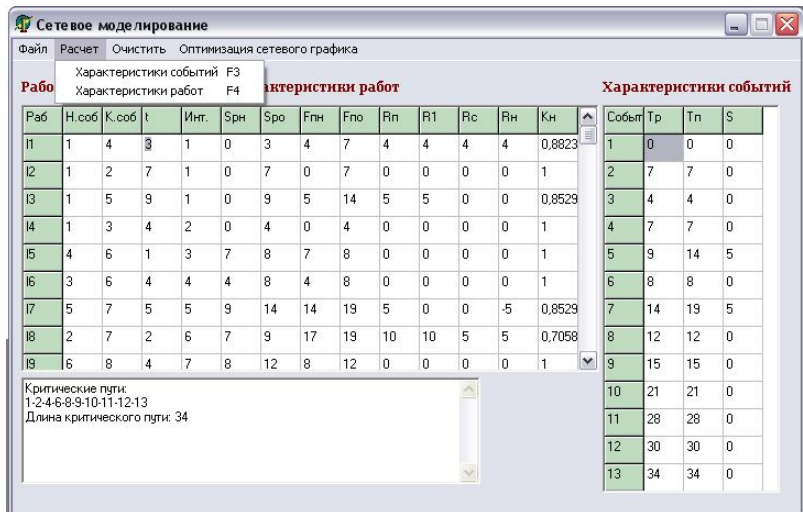 Сетевое моделирование
Файл Расчет Очистить Оптимизация сетевого графика
Характеристики событий F3
Характеристики работ F4
Рабо
актеристики работ
Характеристики событий
Раб Н.соб К.соб t Инт. Sрн Sро Fпн Fпо Rп R1 Rс Rн Кн
I1 1 4 3 1 0 3 4 7 4 4 4 4 0,8823
I2 1 2 7 1 0 7 0 7 0 0 0 0 1
I3 1 5 9 1 0 9 5 14 5 5 0 0 0,8529
I4 1 3 4 2 0 4 0 4 0 0 0 0 1
I5 4 6 1 3 7 8 7 8 0 0 0 0 1
I6 3 6 4 4 4 8 4 8 0 0 0 0 1
I7 5 7 5 5 9 14 14 19 5 0 0 -5 0,8529
I8 2 7 2 6 7 9 17 19 10 10 5 5 0,7058
I9 6 8 4 7 8 12 8 12 0 0 0 0 1
Событ Тр Тп S
1 0 0 0
2 7 7 0
3 4 4 0
4 7 7 0
5 9 14 5
6 8 8 0
7 14 19 5
8 12 12 0
9 15 15 0
10 21 21 0
11 28 28 0
12 30 30 0
13 34 34 0
Критические пути:
1-2-4-6-8-9-10-11-12-13
Длина критического пути: 34